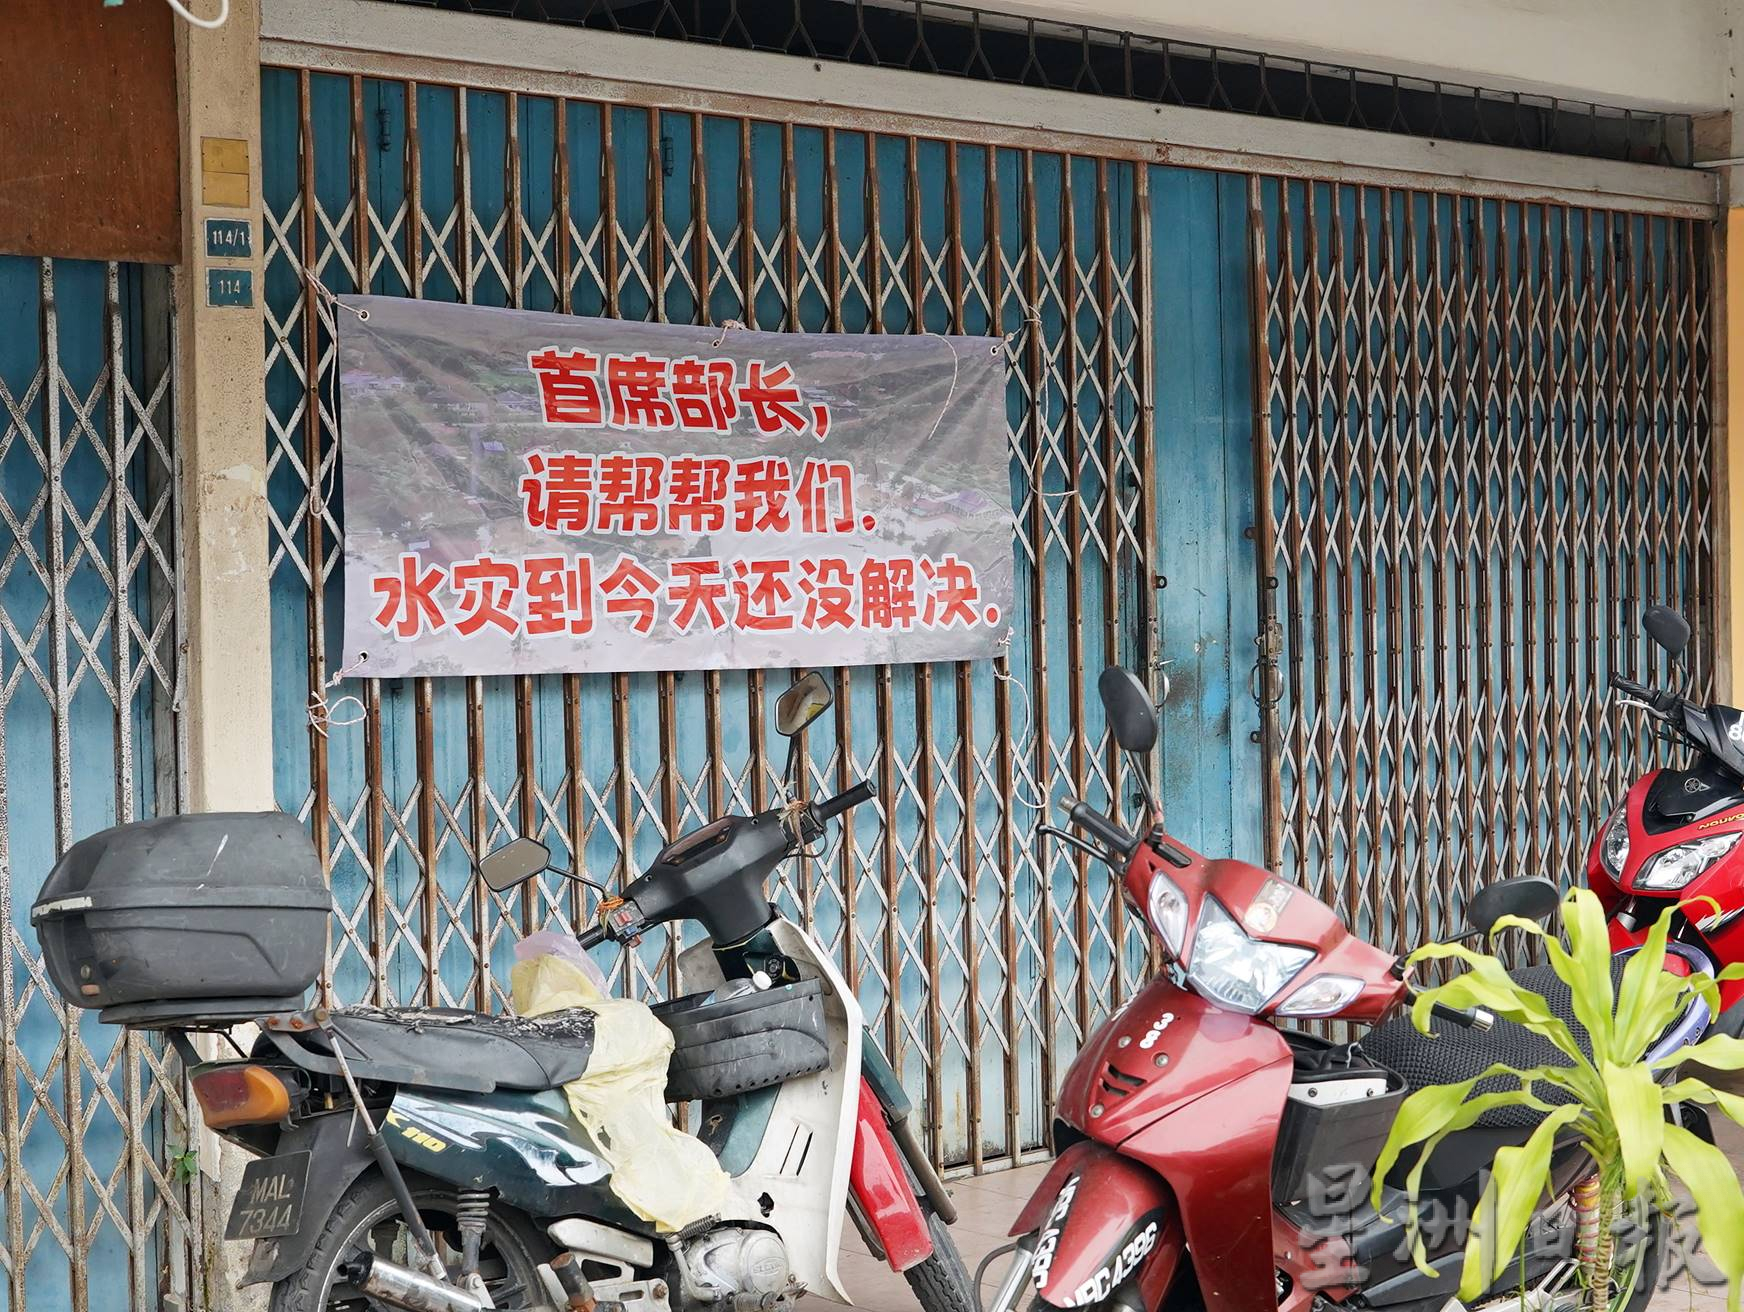 114/1
114
首席部长,
请帮帮我们.
水灾到今天还没解决.
MAL
7344
110
星洲日报